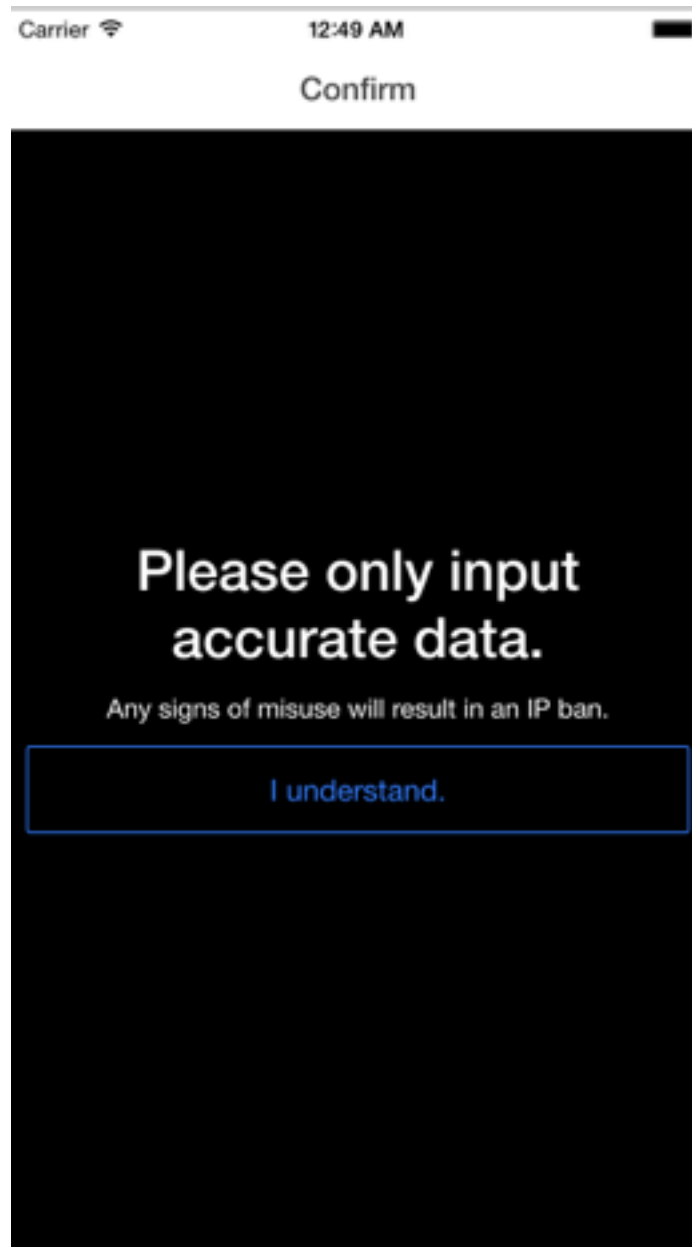 Carrier 12:49 AM
Confirm
Please only input
accurate data.
Any signs of misuse will result in an IP ban.
I understand.